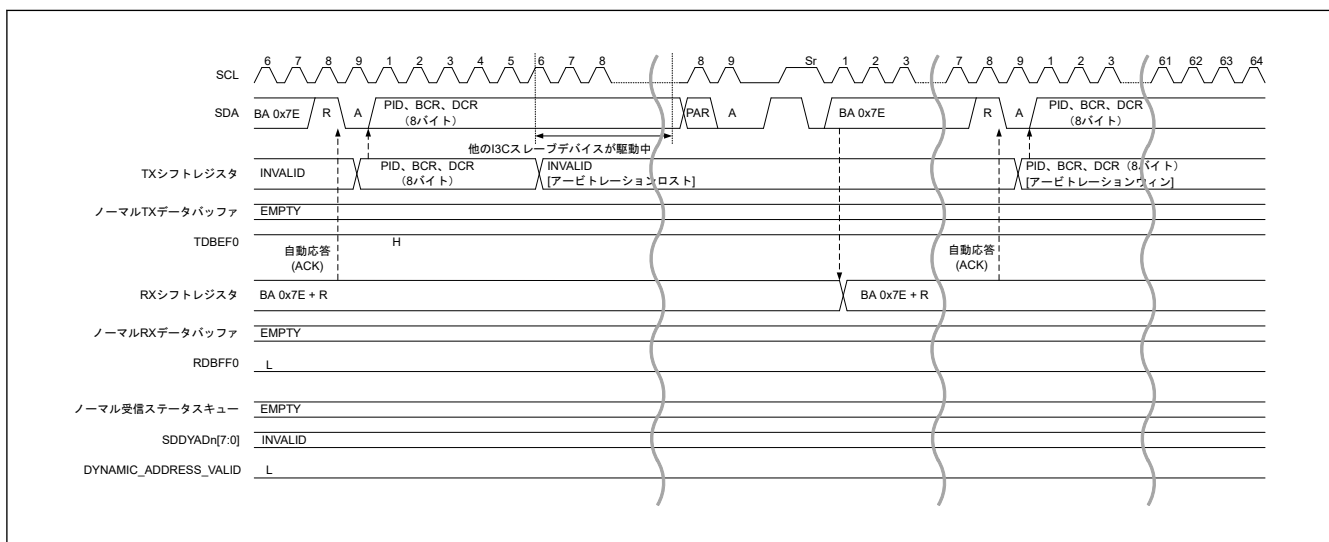 6 7 8 9 1 2 3 4 5 6 7 8 8 9 Sr 1 2 3 7 8 9 1 2 3 61 62 63 64
SCL
SDA BA 0x7E R A PID、BCR、DCR PAR A BA 0x7E R A PID、BCR、DCR
(8バイト) (8バイト)
他のI3Cスレーブデバイスが駆動中
TXシフトレジスタ INVALID PID、BCR、DCR INVALID PID、BCR、DCR (8バイト)
(8バイト) [アービトレーションロスト] [アービトレーションウィン]
ノーマルTXデータバッファ EMPTY
TDBEF0 H
自動応答 自動応答
(ACK) (ACK)
RXシフトレジスタ BA 0x7E + R BA 0x7E + R
ノーマルRXデータバッファ EMPTY
RDBFF0 L
ノーマル受信ステータスキュー EMPTY
SDDYADn[7:0] INVALID
DYNAMIC_ADDRESS_VALID L